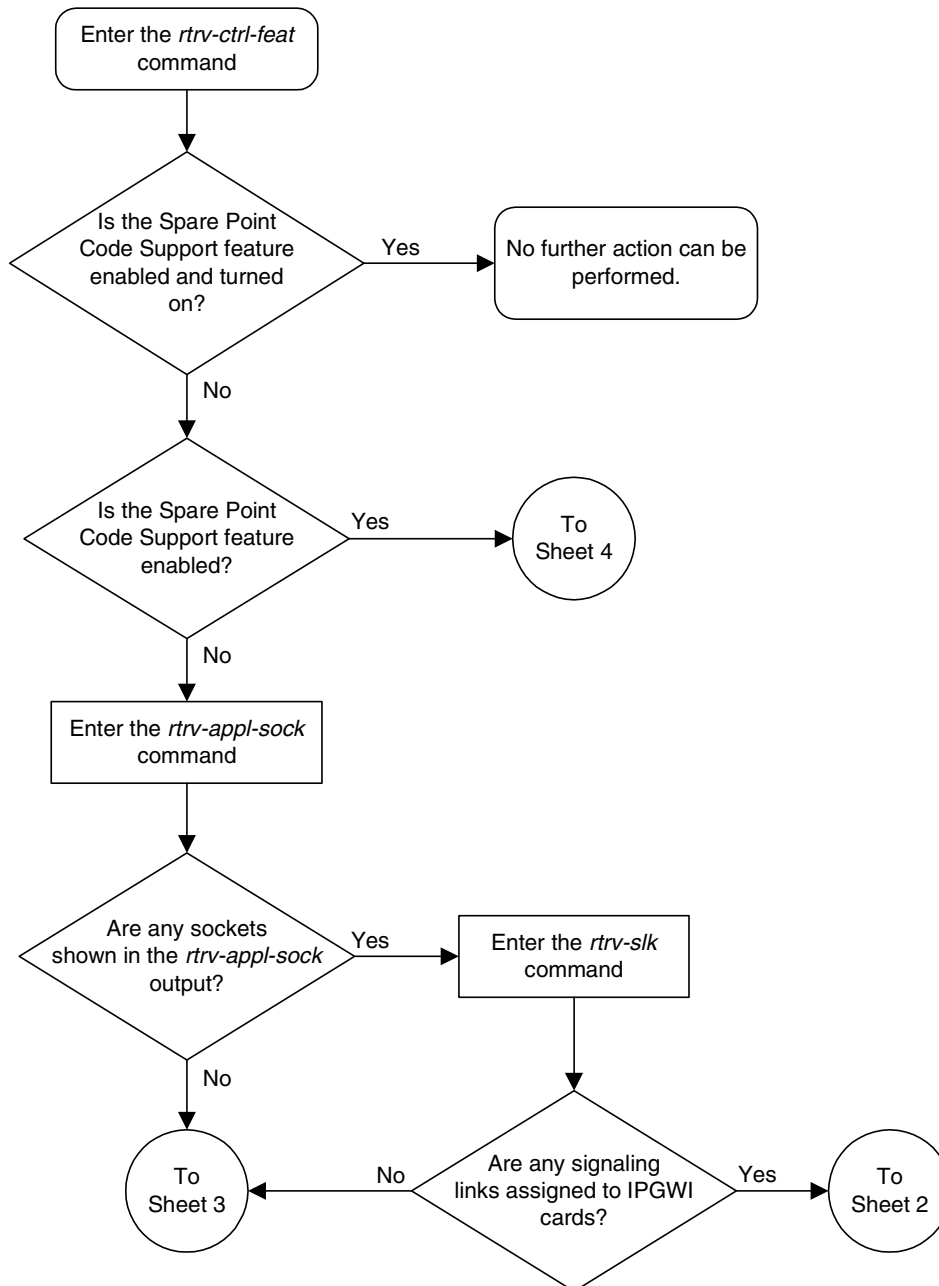 Enter the rtrv-ctrl-feat
command
Is the Spare Point
Code Support feature
enabled and turned
on?
Yes
No further action can be
performed.
No
Is the Spare Point
Code Support feature
enabled?
Yes
To
Sheet 4
No
Enter the rtrv-appl-sock
command
Are any sockets
shown in the rtrv-appl-sock
output?
Yes
Enter the rtrv-slk
command
No
To
Sheet 3
No
Are any signaling
links assigned to IPGWI
cards?
Yes
To
Sheet 2